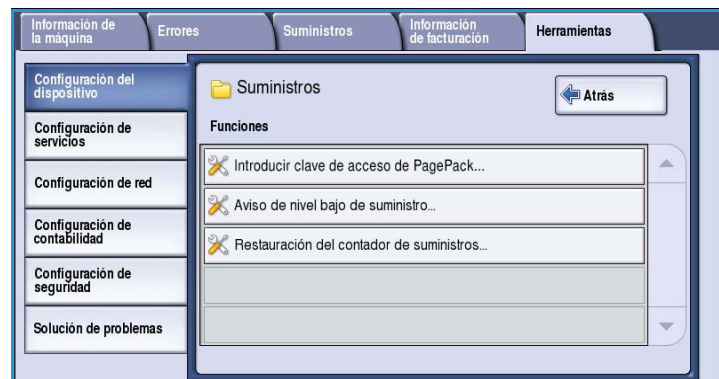 Información de
la máquina
Errores
Suministros
Información
de facturación
Herramientas
Configuración del
dispositivo
Configuración de
servicios
Configuración de red
Configuración de
contabilidad
Configuración de
seguridad
Solución de problemas
Suministros
Atrás
Funciones
Introducir clave de acceso de PagePack...
Aviso de nivel bajo de suministro...
Restauración del contador de suministros...